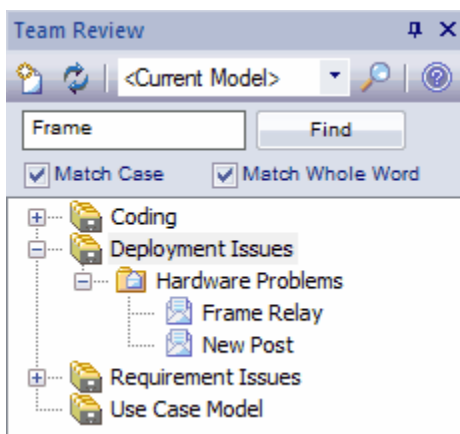 Team Review
<Current Model>
Frame Find
Match Case Match Whole Word
Coding
Deployment Issues
Hardware Problems
Frame Relay
New Post
Requirement Issues
Use Case Model